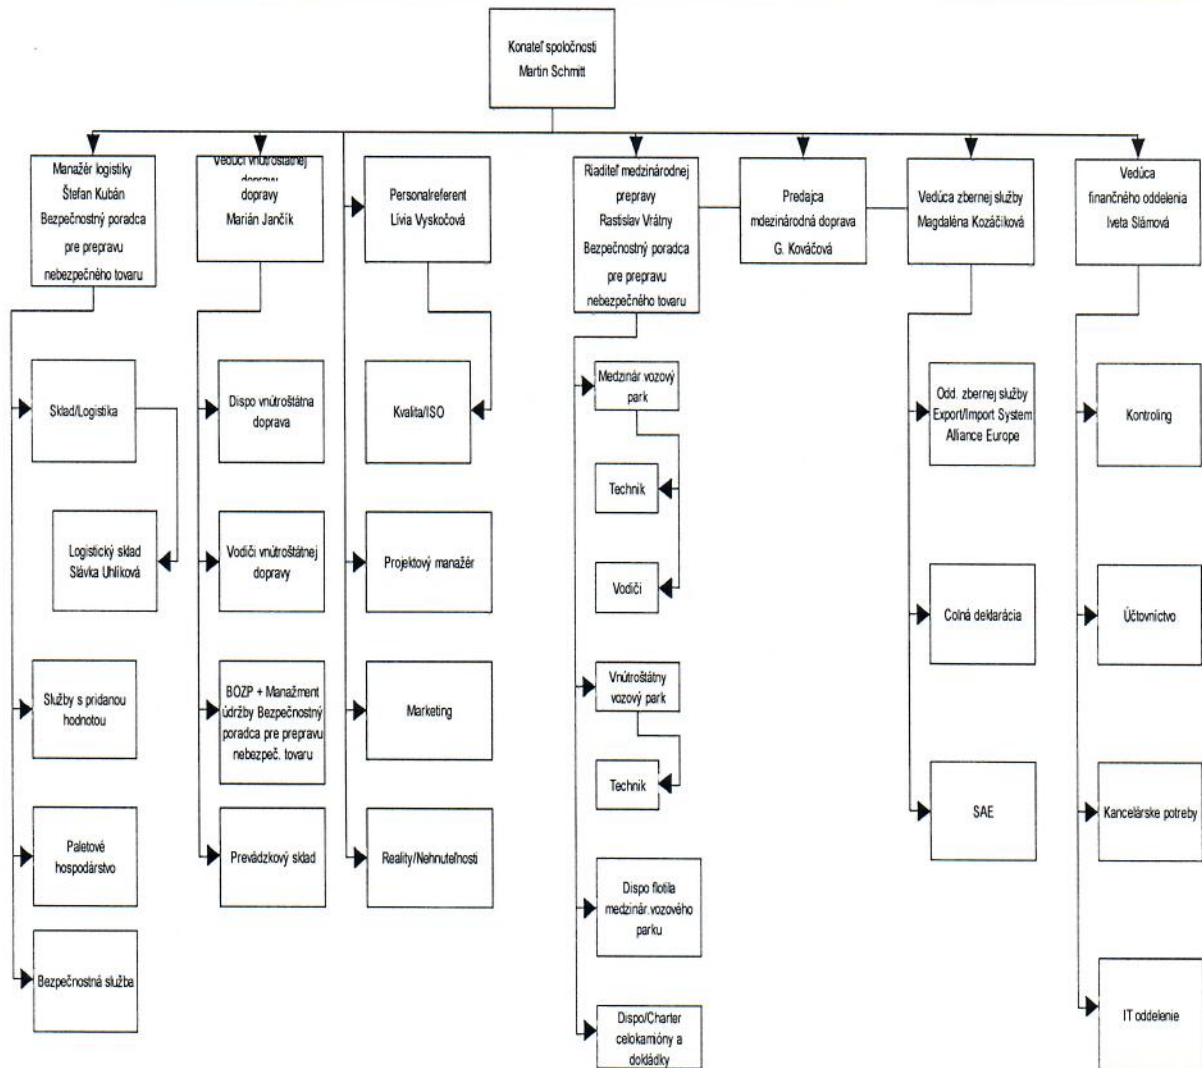 Konateľ spoločnosti
Martin Schmitt
Manažér logistiky
Štefan Kubán
Bezpečnostný poradca
pre prepravu
nebezpečného tovaru
Vedúci vnútroštátnej
dopravy
dopravy
Marián Jančík
Personalreferent
Lívia Vyskočová
Riaditeľ medzinárodnej
prepravy
Rastislav Vrátny
Bezpečnostný poradca
pre prepravu
nebezpečného tovaru
Predajca
mdezinárodná doprava
G. Kováčová
Vedúca zbernej služby
Magdaléna Kozáčiková
Vedúca
finančného oddelenia
Iveta Slámová
Sklad/Logistika
Logistický sklad
Slávka Uhlíková
Služby s pridanou
hodnotou
Paletové
hospodárstvo
Bezpečnostná služba
Dispo vnútroštátna
doprava
Vodiči vnútroštátnej
dopravy
BOZP + Manažment
údržby Bezpečnostný
poradca pre prepravu
nebezpeč. tovaru
Prevádzkový sklad
Kvalita/ISO
Projektový manažér
Marketing
Reality/Nehnuteľnosti
Medzinár.vozový
park
Technik
Vodiči
Vnútroštátny
vozový park
Technik
Dispo flotila
medzinár.vozového
parku
Dispo/Charter
celokamióny a
dokládky
Odd. zbernej služby
Export/Import System
Alliance Europe
Colná deklarácia
SAE
Kontroling
Účtovníctvo
Kancelárske potreby
IT oddelenie